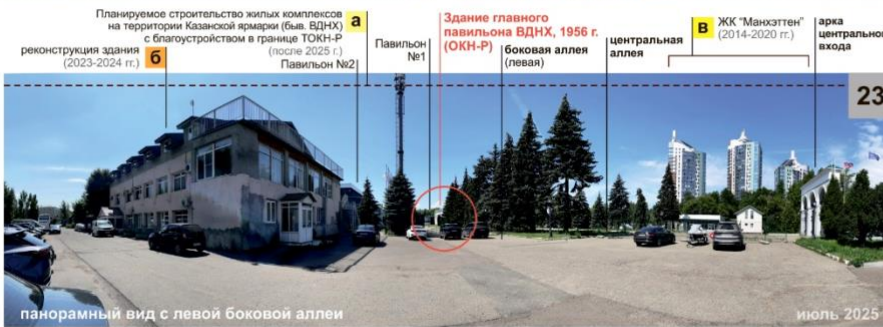 Планируемое строительство жилых комплексов
на территории Казанской ярмарки (быв. ВДНХ)
с благоустройством в границе ТОКН-Р
(после 2025 г.)
а
реконструкция здания
(2023-2024 гг.)
б
Павильон №2
Павильон
№1
Здание главного
павильона ВДНХ, 1956 г.
(ОКН-Р)
боковая аллея
(левая)
центральная
аллея
в
ЖК “Манхэттен”
(2014-2020 гг.)
арка
центрально
входа
23
панорамный вид с левой боковой аллеи
июль 2025